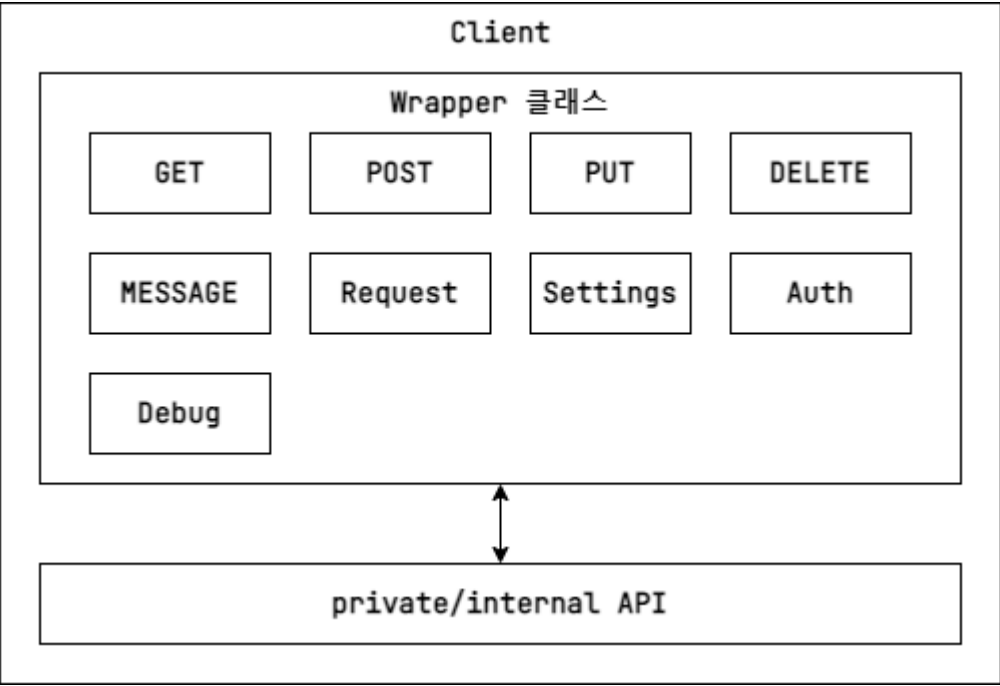 Client
Wrapper 클래스
GET
POST
PUT
DELETE
MESSAGE
Request
Settings
Auth
Debug
private/internal API